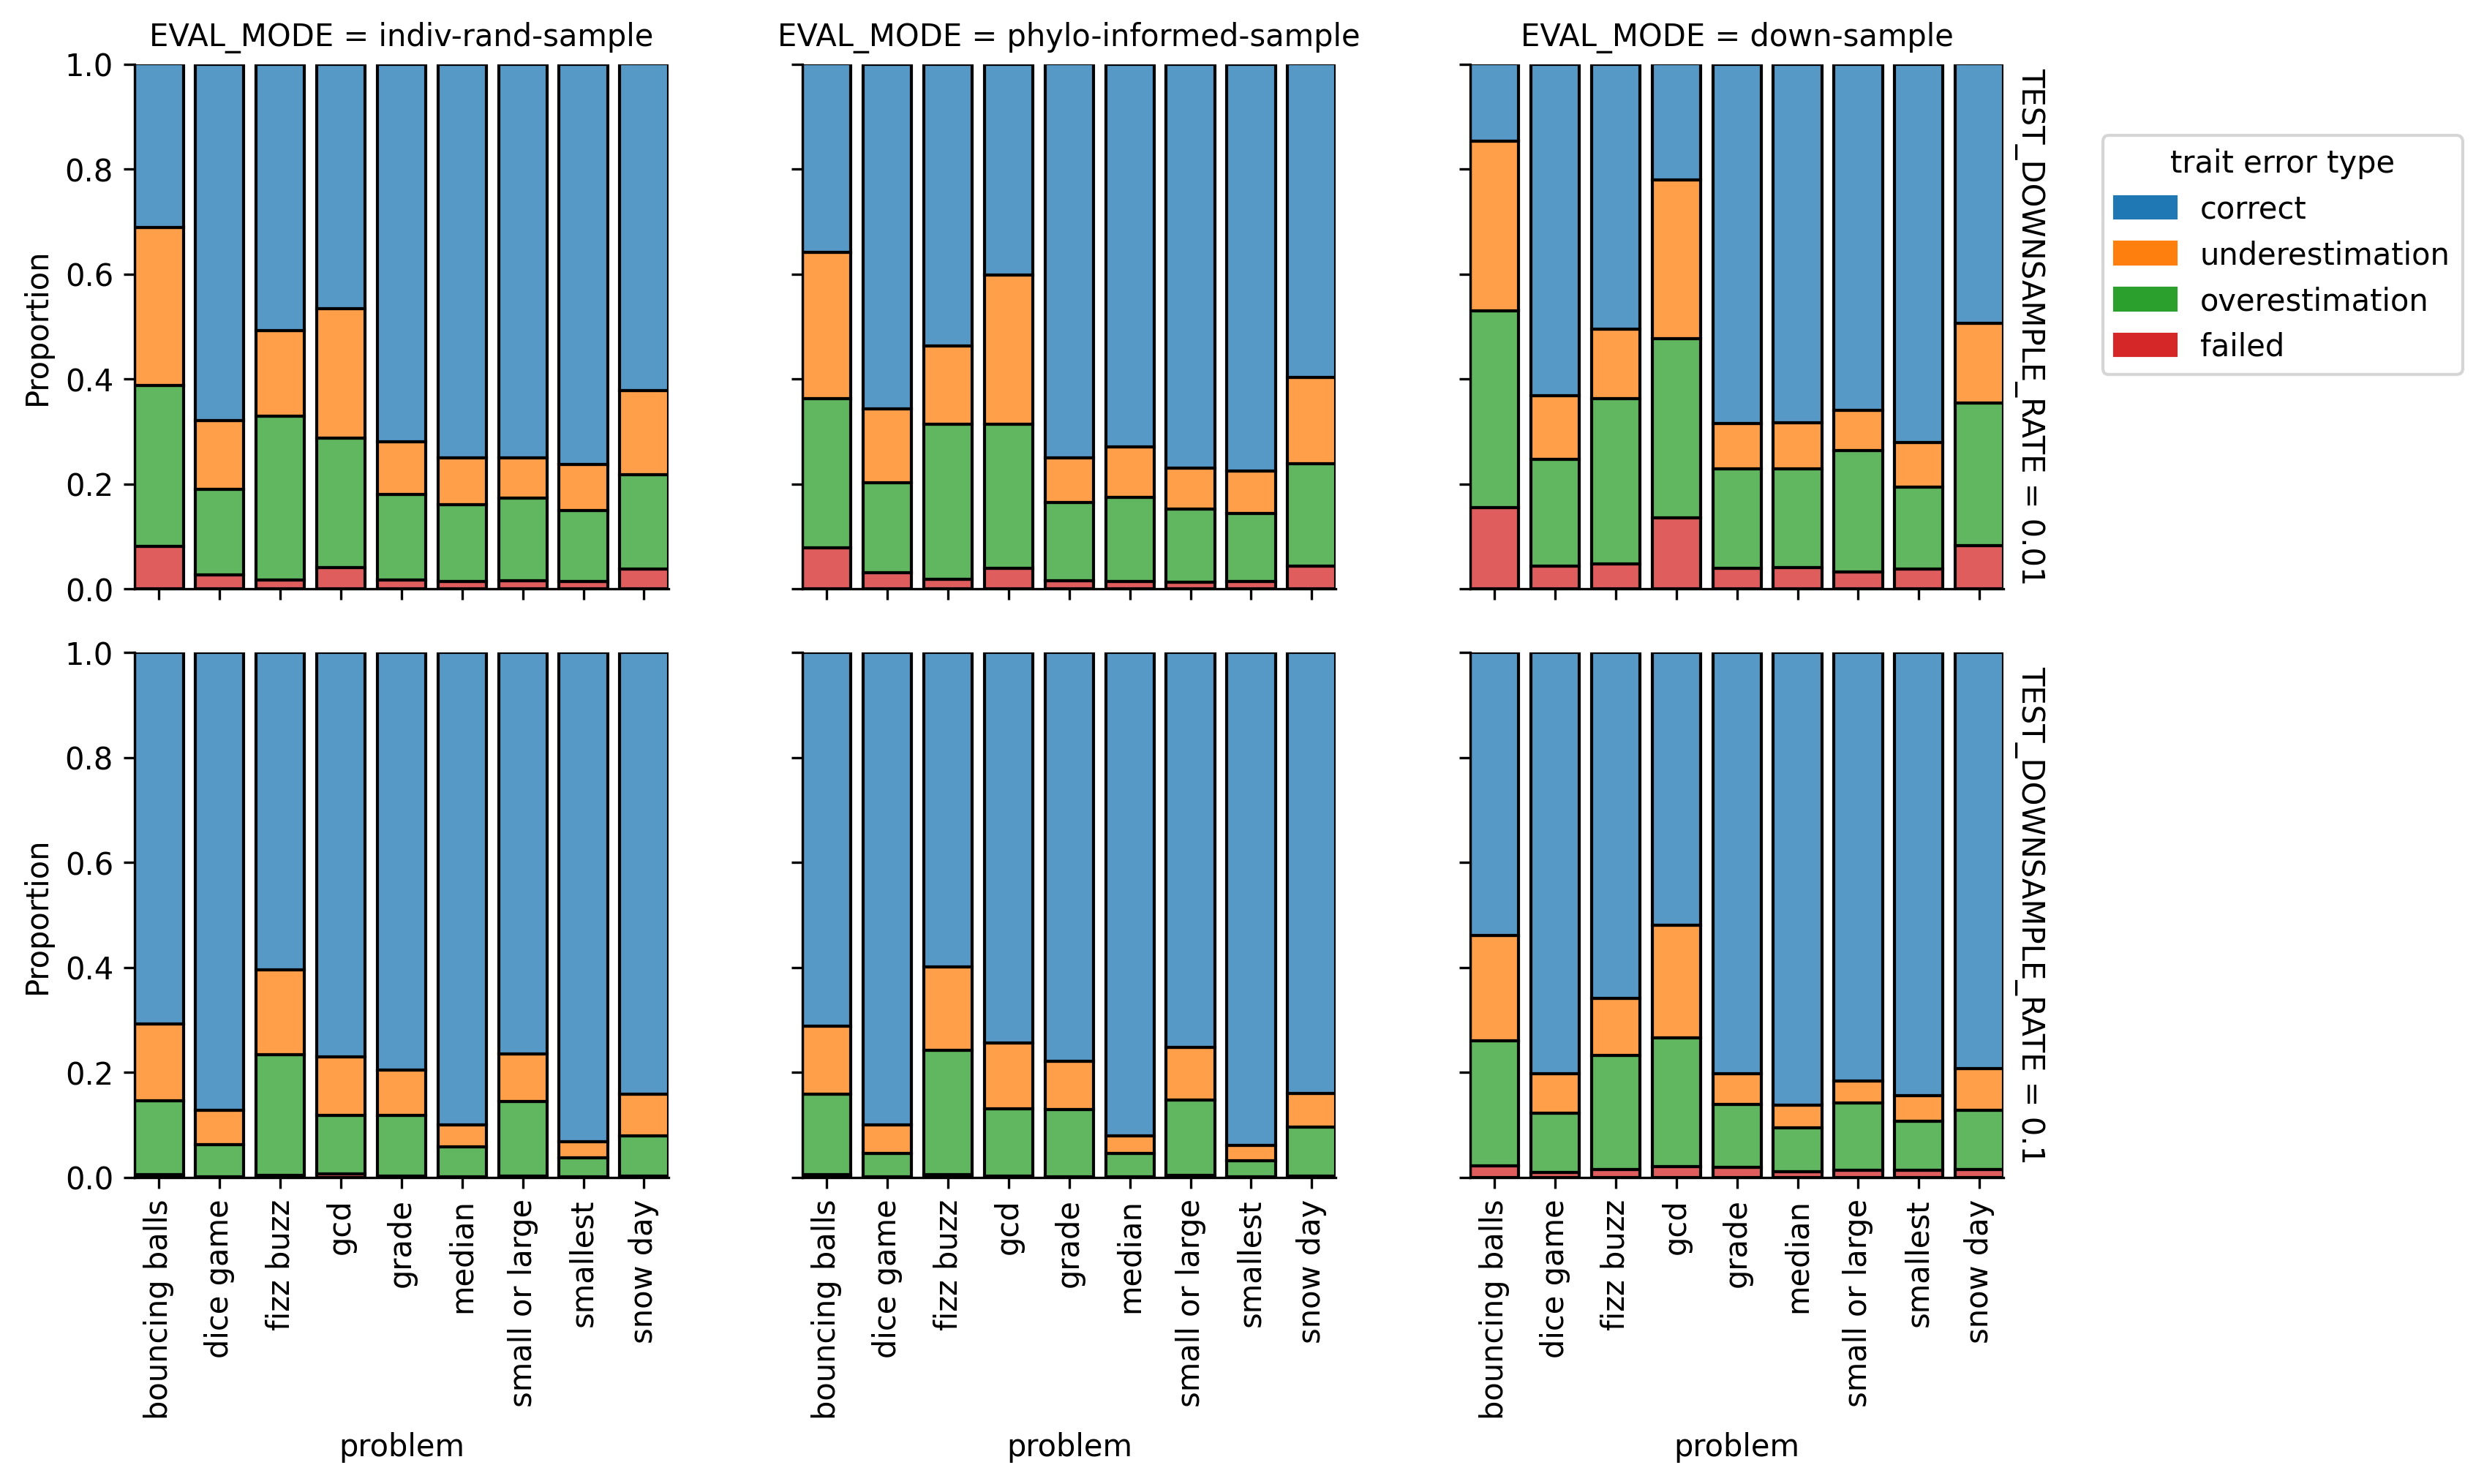 EVAL_MODE = indiv-rand-sample
EVAL_MODE = phylo-informed-sample
EVAL_MODE = down-sample
1.0
0.8
0.6
0.4
0.2
0.0
Proportion
TEST_DOWNSAMPLE_RATE = 0.01
trait error type
correct
underestimation
overestimation
failed
1.0
0.8
0.6
0.4
0.2
0.0
Proportion
TEST_DOWNSAMPLE_RATE = 0.1
bouncing balls
dice game
fizz buzz
gcd
grade
median
small or large
smallest
snow day
problem
bouncing balls
dice game
fizz buzz
gcd
grade
median
small or large
smallest
snow day
problem
bouncing balls
dice game
fizz buzz
gcd
grade
median
small or large
smallest
snow day
problem